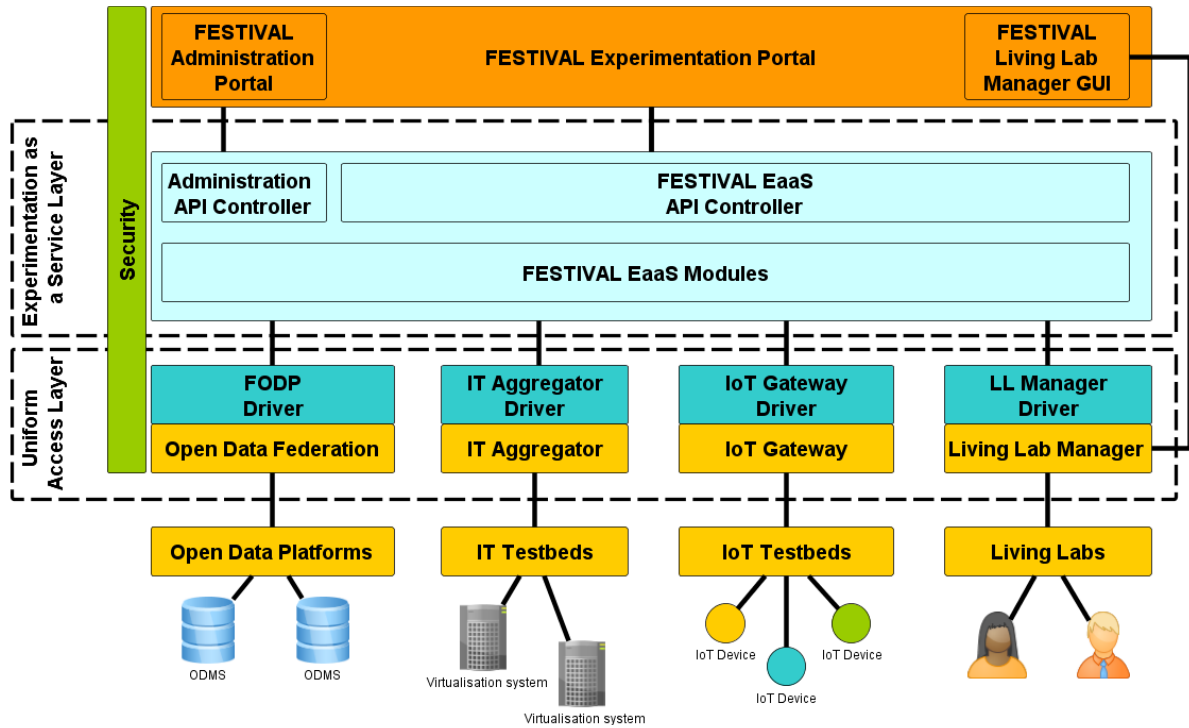 FESTIVAL
Administration
Portal
FESTIVAL Experimentation Portal
FESTIVAL
Living Lab
Manager GUI
Security
Experimentation as
a Service Layer
Administration
API Controller
FESTIVAL EaaS
API Controller
FESTIVAL EaaS Modules
Uniform
Access Layer
FODP
Driver
IT Aggregator
Driver
IoT Gateway
Driver
LL Manager
Driver
Open Data Federation
IT Aggregator
IoT Gateway
Living Lab Manager
Open Data Platforms
IT Testbeds
IoT Testbeds
Living Labs
ODMS
ODMS
Virtualisation system
Virtualisation system
IoT Device
IoT Device
IoT Device